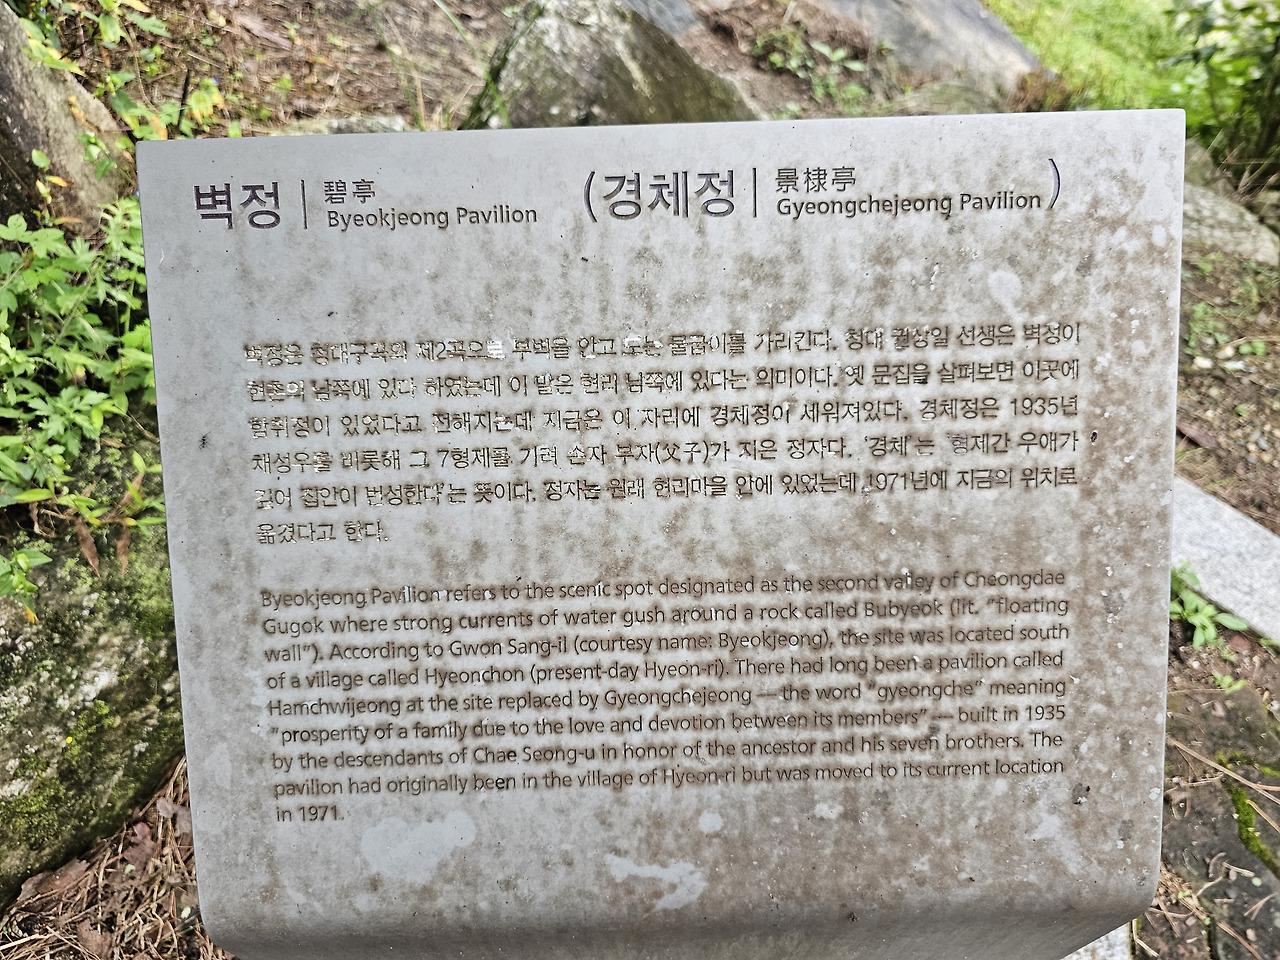 벽정 | 碧亭 Byeokjeong Pavilion (경체정 | 景棣亭 Gyeongchejeong Pavilion)
벽정은 청대구곡의 제2곡으로 부벽을 안고 도는 물굽이를 가리킨다. 청대 권상일 선생은 벽정이
현촌의 남쪽에 있다 하였는데 이 말은 현리 남쪽에 있다는 의미이다. 옛 문집을 살펴보면 이곳에
함취정이 있었다고 전해지는데 지금은 이 자리에 경체정이 세워져있다. 경체정은 1935년
채성우를 비롯해 그 7형제를 기려 손자 부자(父子)가 지은 정자다. ‘경체’는 ‘형제간 우애가
깊어 집안이 번성한다’는 뜻이다. 정자는 원래 현리마을 안에 있었는데 1971년에 지금의 위치로
옮겼다고 한다.
Byeokjeong Pavilion refers to the scenic spot designated as the second valley of Cheongdae
Gugok where strong currents of water gush around a rock called Bubyeok (lit. “floating
wall”). According to Gwon Sang-il (courtesy name: Byeokjeong), the site was located south
of a village called Hyeonchon (present-day Hyeon-ri). There had long been a pavilion called
Hamchwijeong at the site replaced by Gyeongchejeong — the word “gyeongche” meaning
“prosperity of a family due to the love and devotion between its members” — built in 1935
by the descendants of Chae Seong-u in honor of the ancestor and his seven brothers. The
pavilion had originally been in the village of Hyeon-ri but was moved to its current location
in 1971.